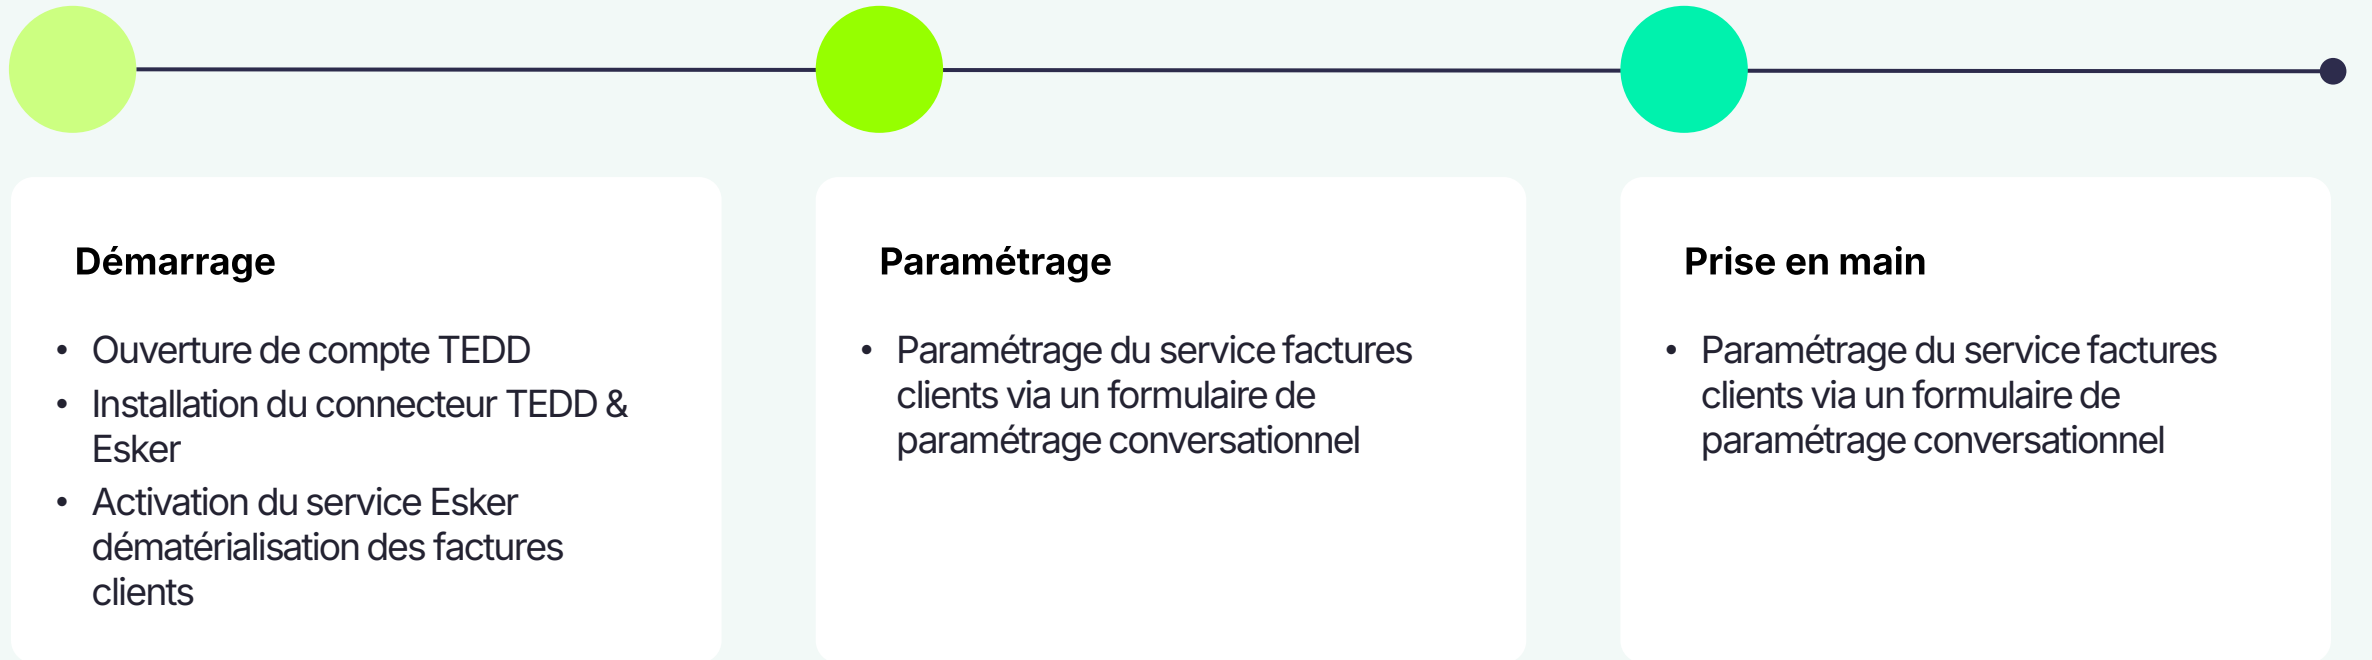 Démarrage
• Ouverture de compte TEDD
• Installation du connecteur TEDD &
Esker
• Activation du service Esker
dématérialisation des factures
clients
Paramétrage
• Paramétrage du service factures
clients via un formulaire de
paramétrage conversationnel
Prise en main
• Paramétrage du service factures
clients via un formulaire de
paramétrage conversationnel